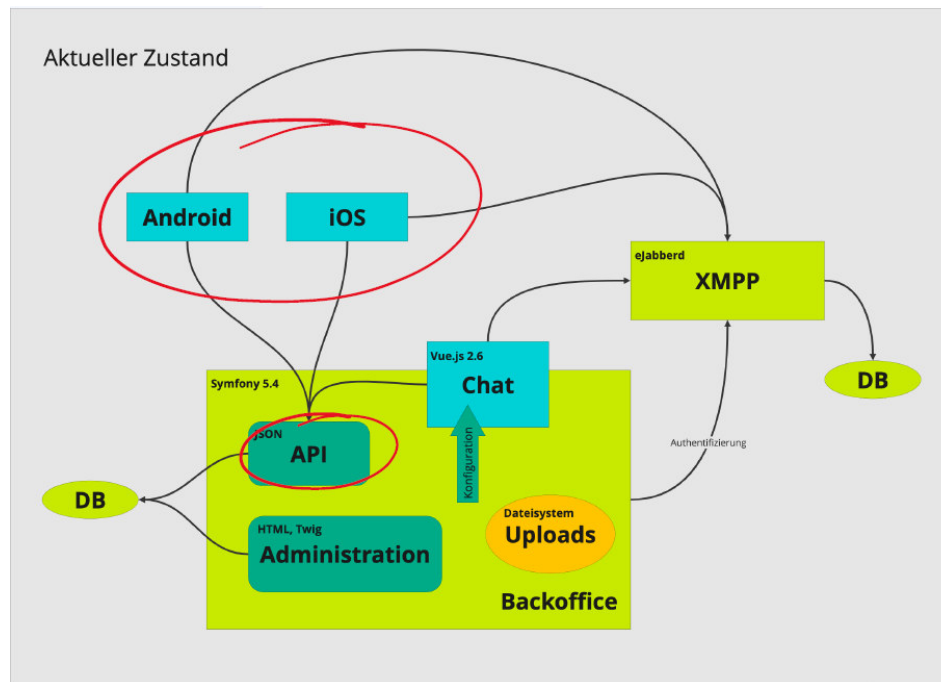 Aktueller Zustand
Android
iOS
eJabberd
XMPP
Vue.js 2.6
Chat
Symfony 5.4
DB
JSON
API
Konfiguration
Authentifizierung
DB
Dateisystem
Uploads
HTML, Twig
Administration
Backoffice